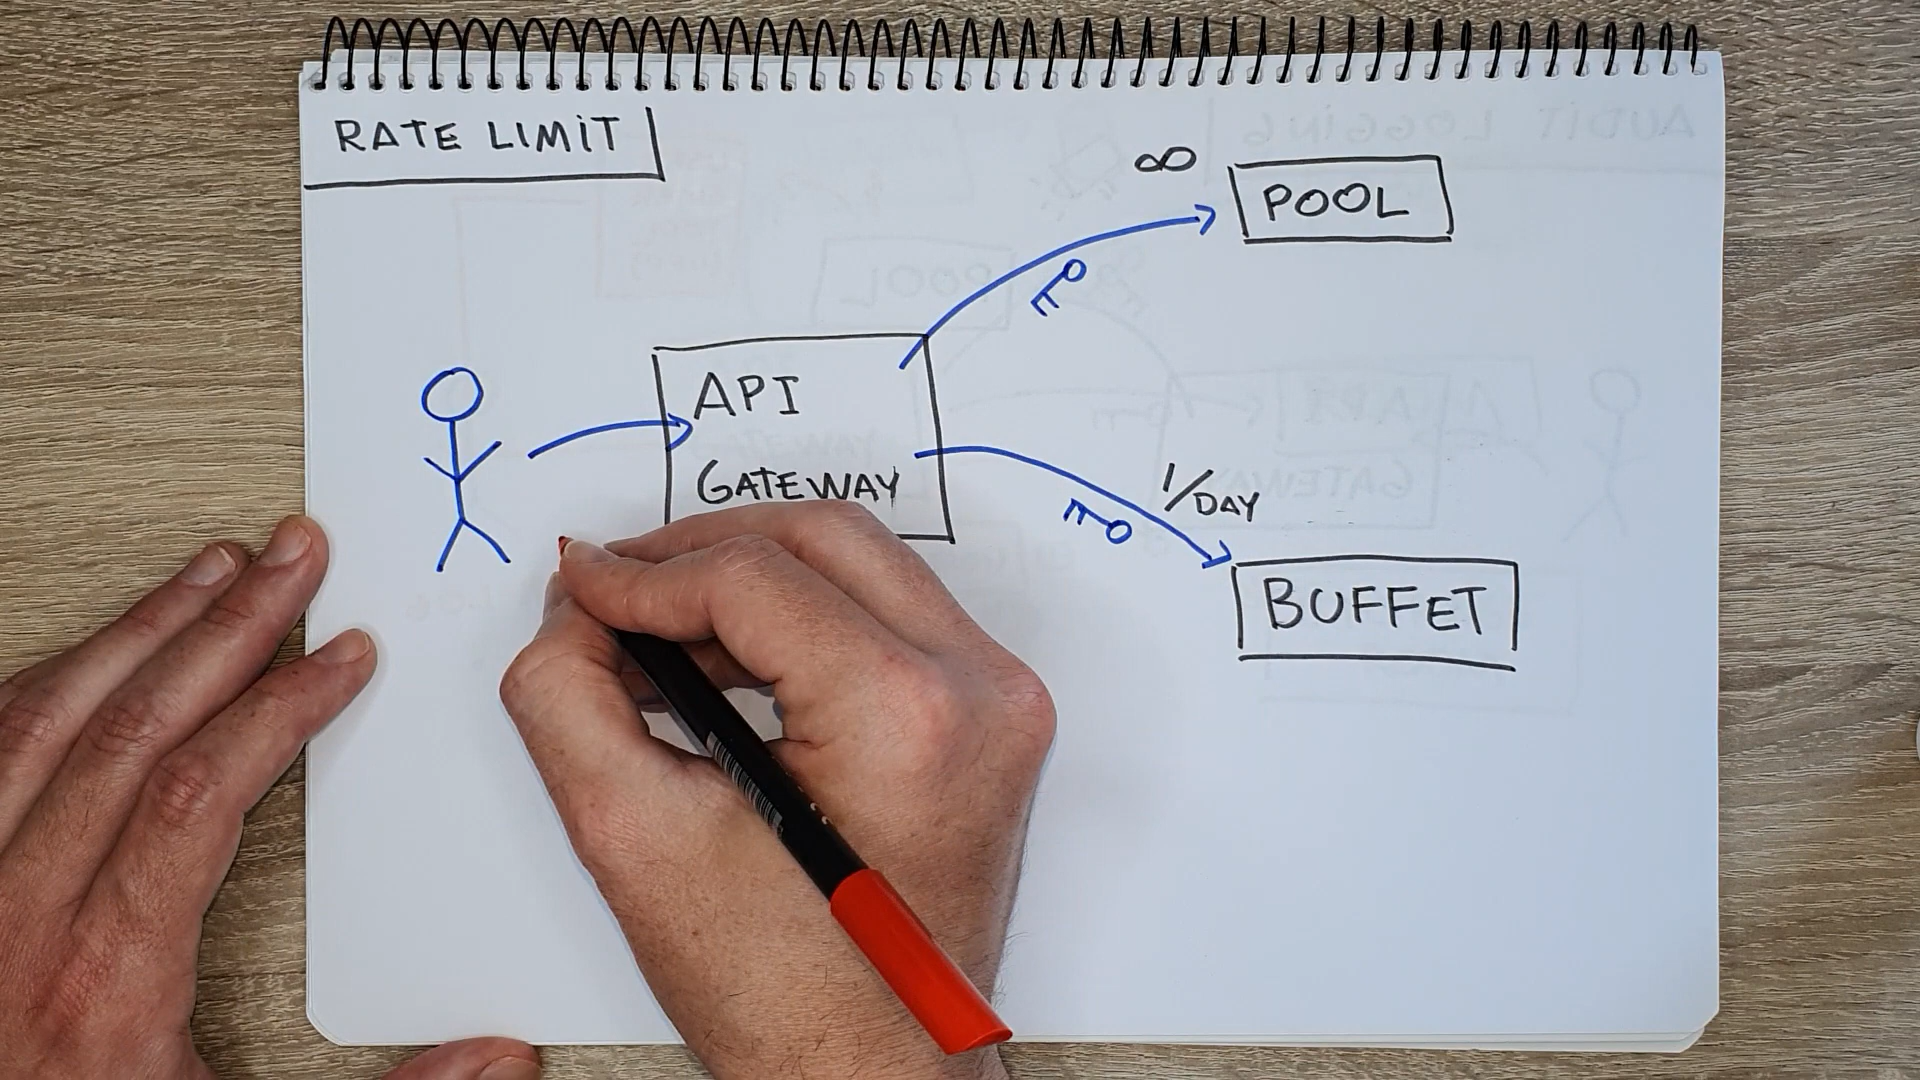 RATE LIMIT
∞
POOL
API
GATEWAY
1/DAY
BUFFET